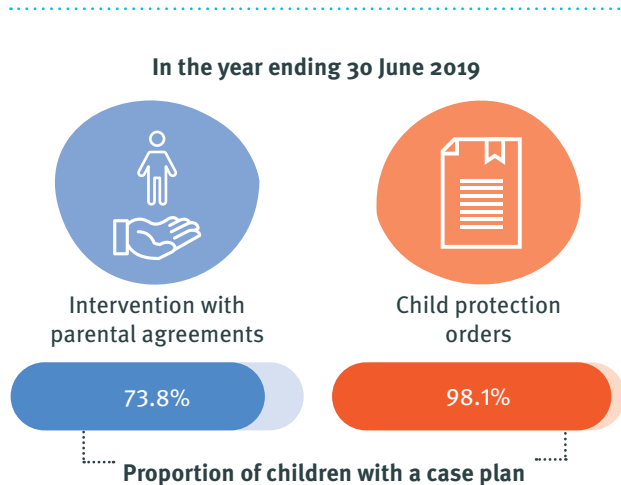 In the year ending 30 June 2019
Intervention with
parental agreements
Child protection
orders
73.8%
98.1%
Proportion of children with a case plan